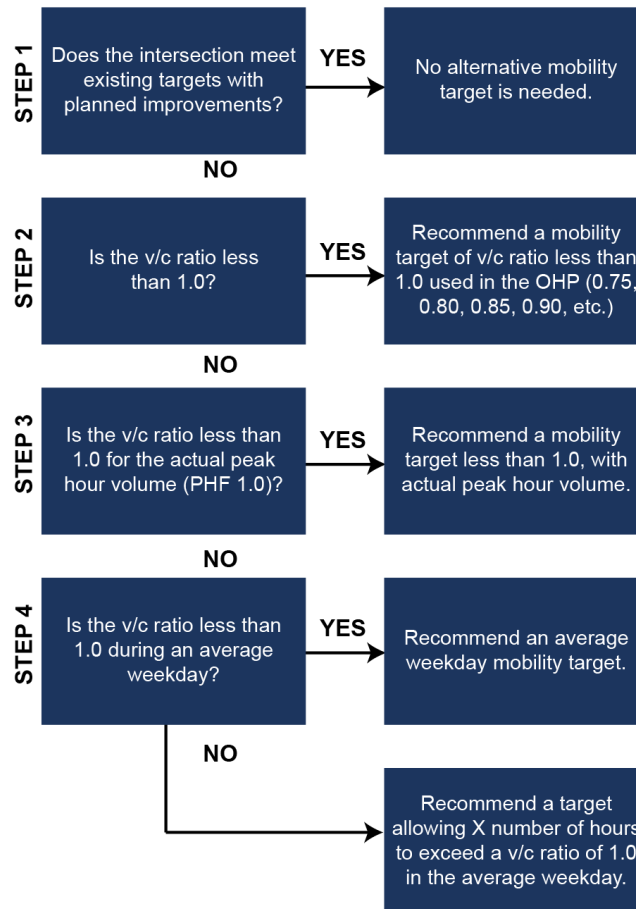 STEP 1
Does the intersection meet
existing targets with
planned improvements?
YES
No alternative mobility
target is needed.
NO
STEP 2
Is the v/c ratio less
than 1.0?
YES
Recommend a mobility
target of v/c ratio less than
1.0 used in the OHP (0.75,
0.80, 0.85, 0.90, etc.)
NO
STEP 3
Is the v/c ratio less than
1.0 for the actual peak
hour volume (PHF 1.0)?
YES
Recommend a mobility
target less than 1.0, with
actual peak hour volume.
NO
STEP 4
Is the v/c ratio less than
1.0 during an average
weekday?
YES
Recommend an average
weekday mobility target.
NO
Recommend a target
allowing X number of hours
to exceed a v/c ratio of 1.0
in the average weekday.